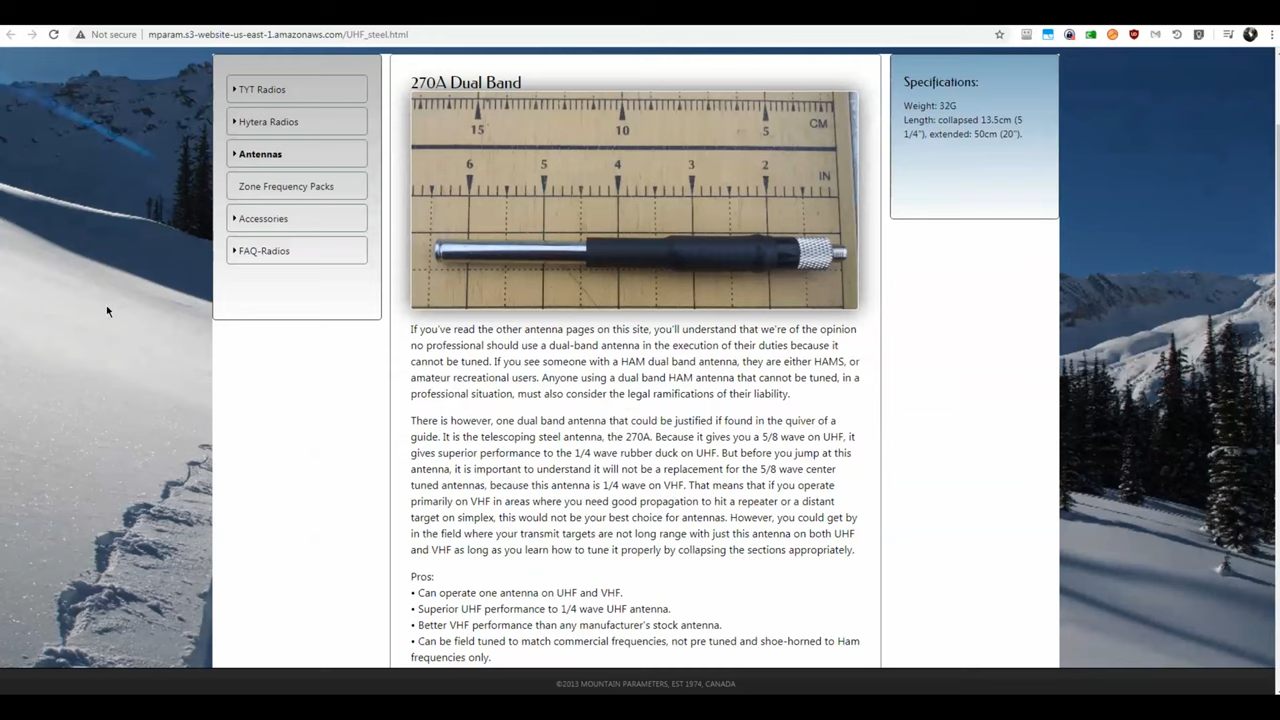 Not secure
mparam.s3-website-us-east-1.amazonaws.com/UHF_steel.html
TYT Radios
Hytera Radios
Antennas
Zone Frequency Packs
Accessories
FAQ-Radios
270A Dual Band
15 10 5 CM
6 5 4 3 2 IN
If you've read the other antenna pages on this site, you'll understand that we're of the opinion
no professional should use a dual-band antenna in the execution of their duties because it
cannot be tuned. If you see someone with a HAM dual band antenna, they are either HAMS, or
amateur recreational users. Anyone using a dual band HAM antenna that cannot be tuned, in a
professional situation, must also consider the legal ramifications of their liability.
There is however, one dual band antenna that could be justified if found in the quiver of a
guide. It is the telescoping steel antenna, the 270A. Because it gives you a 5/8 wave on UHF, it
gives superior performance to the 1/4 wave rubber duck on UHF. But before you jump at this
antenna, it is important to understand it will not be a replacement for the 5/8 wave center
tuned antennas, because this antenna is 1/4 wave on VHF. That means that if you operate
primarily on VHF in areas where you need good propagation to hit a repeater or a distant
target on simplex, this would not be your best choice for antennas. However, you could get by
in the field where your transmit targets are not long range with just this antenna on both UHF
and VHF as long as you learn how to tune it properly by collapsing the sections appropriately.
Pros:
• Can operate one antenna on UHF and VHF.
• Superior UHF performance to 1/4 wave UHF antenna.
• Better VHF performance than any manufacturer's stock antenna.
• Can be field tuned to match commercial frequencies, not pre tuned and shoe-horned to Ham
frequencies only.
Specifications:
Weight: 32G
Length: collapsed 13.5cm (5
1/4"), extended: 50cm (20").
©2013 MOUNTAIN PARAMETERS, EST 1974, CANADA